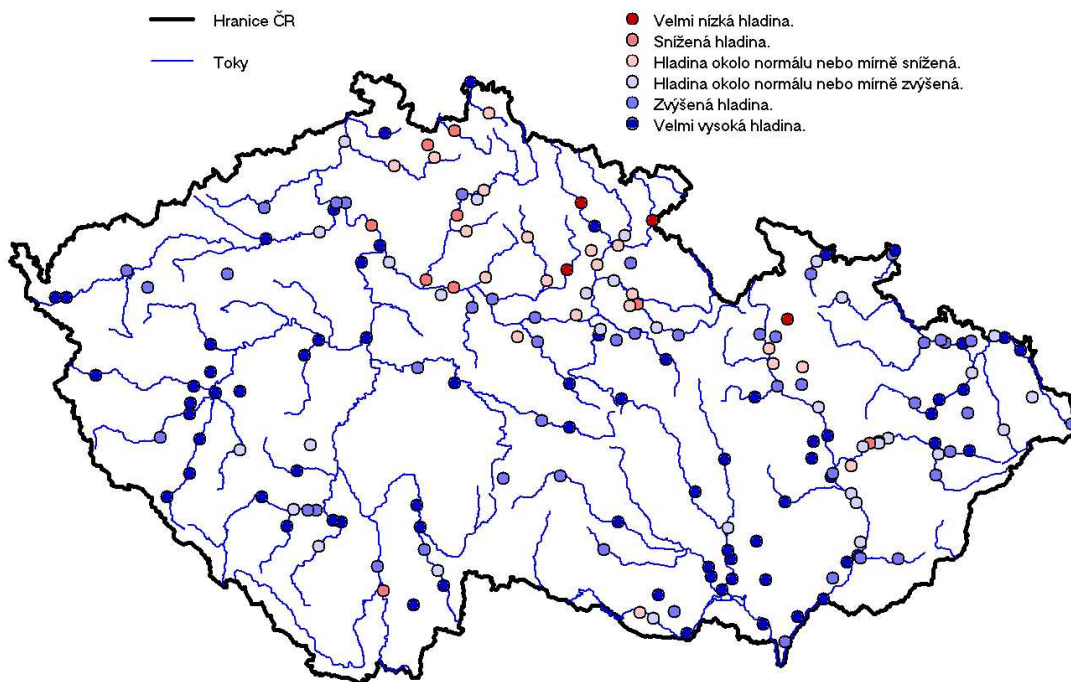 Hranice ČR
Toky
Velmi nízká hladina.
Snížená hladina.
Hladina okolo normálu nebo mírně snížená.
Hladina okolo normálu nebo mírně zvýšená.
Zvýšená hladina.
Velmi vysoká hladina.